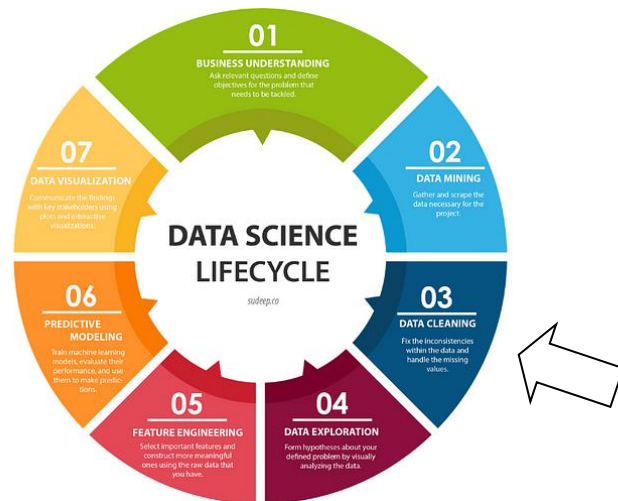 01
BUSINESS UNDERSTANDING
Ask relevant questions and define
objectives for the problem that
needs to be tackled.
02
DATA MINING
Gather and scrape the
data necessary for the
project.
03
DATA CLEANING
Fix the inconsistencies
within the data and
handle the missing
values.
04
DATA EXPLORATION
Form hypotheses about your
defined problem by visually
analyzing the data.
05
FEATURE ENGINEERING
Select important features and
construct more meaningful
ones using the raw data that
you have.
06
PREDICTIVE
MODELING
Train machine learning
models, evaluate their
performance, and use
them to make predic-
tions.
07
DATA VISUALIZATION
Communicate the findings
with key stakeholders using
plots and interactive
visualizations.
DATA SCIENCE
LIFECYCLE
sudeep.co